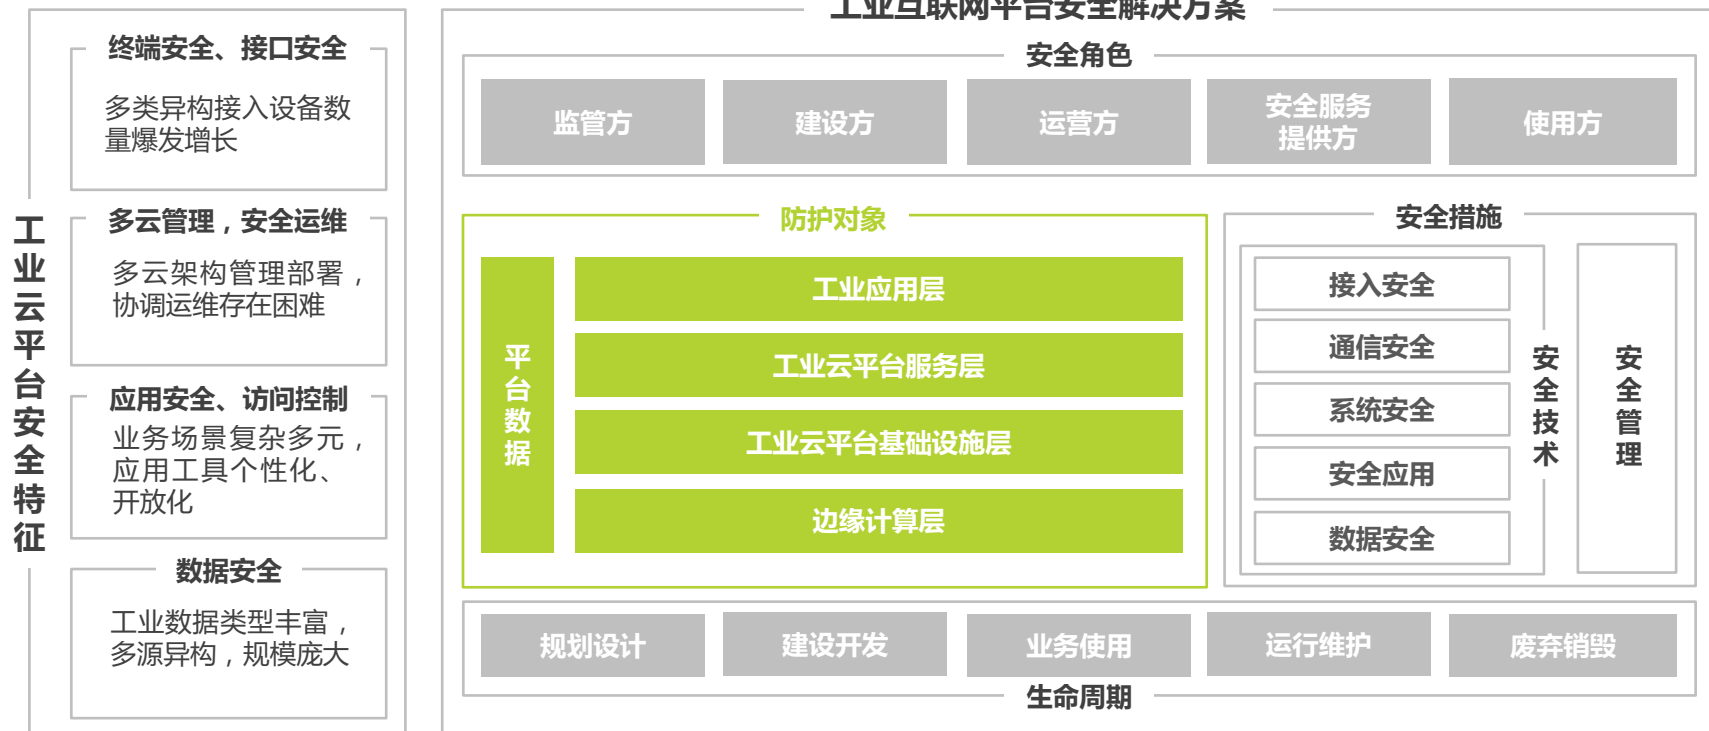 工业云平台安全特征
终端安全、接口安全
多类异构接入设备数
量爆发增长
多云管理，安全运维
多云架构管理部署，
协调运维存在困难
应用安全、访问控制
业务场景复杂多元，
应用工具个性化、
开放化
数据安全
工业数据类型丰富，
多源异构，规模庞大
工业互联网平台安全解决方案
安全角色
监管方
建设方
运营方
安全服务
提供方
使用方
防护对象
平台数据
工业应用层
工业云平台服务层
工业云平台基础设施层
边缘计算层
安全措施
接入安全
通信安全
系统安全
安全应用
数据安全
安全技术
安全管理
规划设计
建设开发
业务使用
运行维护
废弃销毁
生命周期